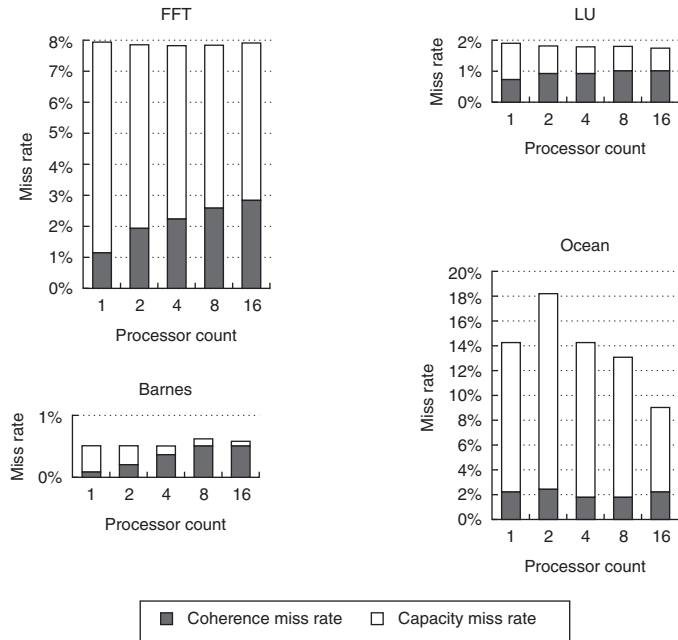 FFT
8%
7%
6%
5%
4%
3%
2%
1%
0%
Miss rate
1 2 4 8 16
Processor count
LU
2%
1%
0%
Miss rate
1 2 4 8 16
Processor count
Barnes
1%
0%
Miss rate
1 2 4 8 16
Processor count
Ocean
20%
18%
16%
14%
12%
10%
8%
6%
4%
2%
0%
Miss rate
1 2 4 8 16
Processor count
Coherence miss rate Capacity miss rate